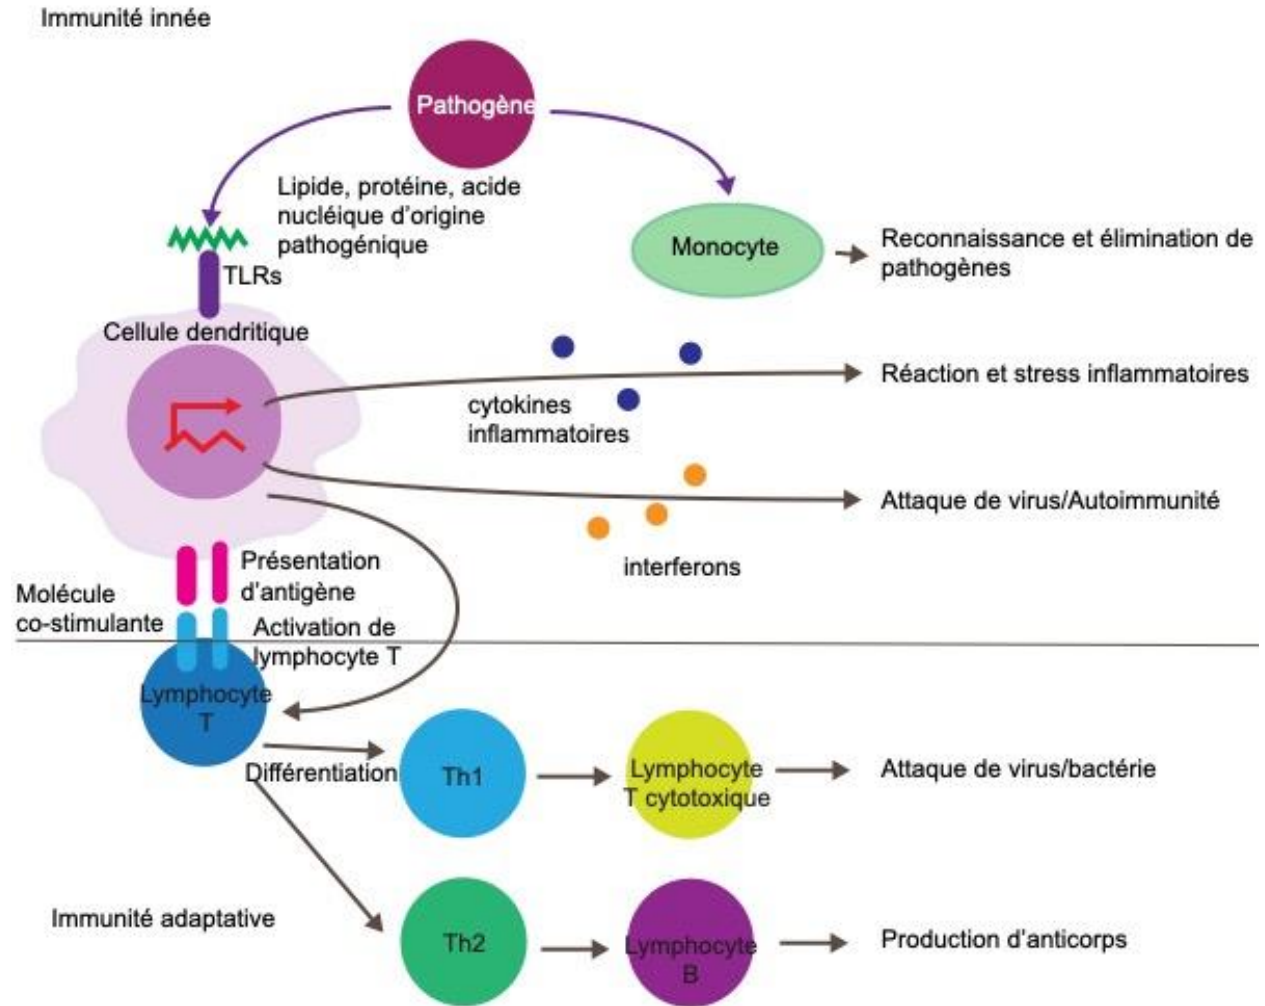 Immunité innée
Pathogène
Lipide, protéine, acide
nucléique d'origine
pathogénique
TLRs
Monocyte
Reconnaissance et élimination de
pathogènes
Cellule dendritique
Réaction et stress inflammatoires
cytokines
inflammatoires
Attaque de virus/Autoimmunité
interferons
Présentation
d'antigène
Molécule
co-stimulante
Activation de
lymphocyte T
Lymphocyte
T
Différentiation
Th1
Lymphocyte
T cytotoxique
Attaque de virus/bactérie
Immunité adaptative
Th2
Lymphocyte
B
Production d'anticorps